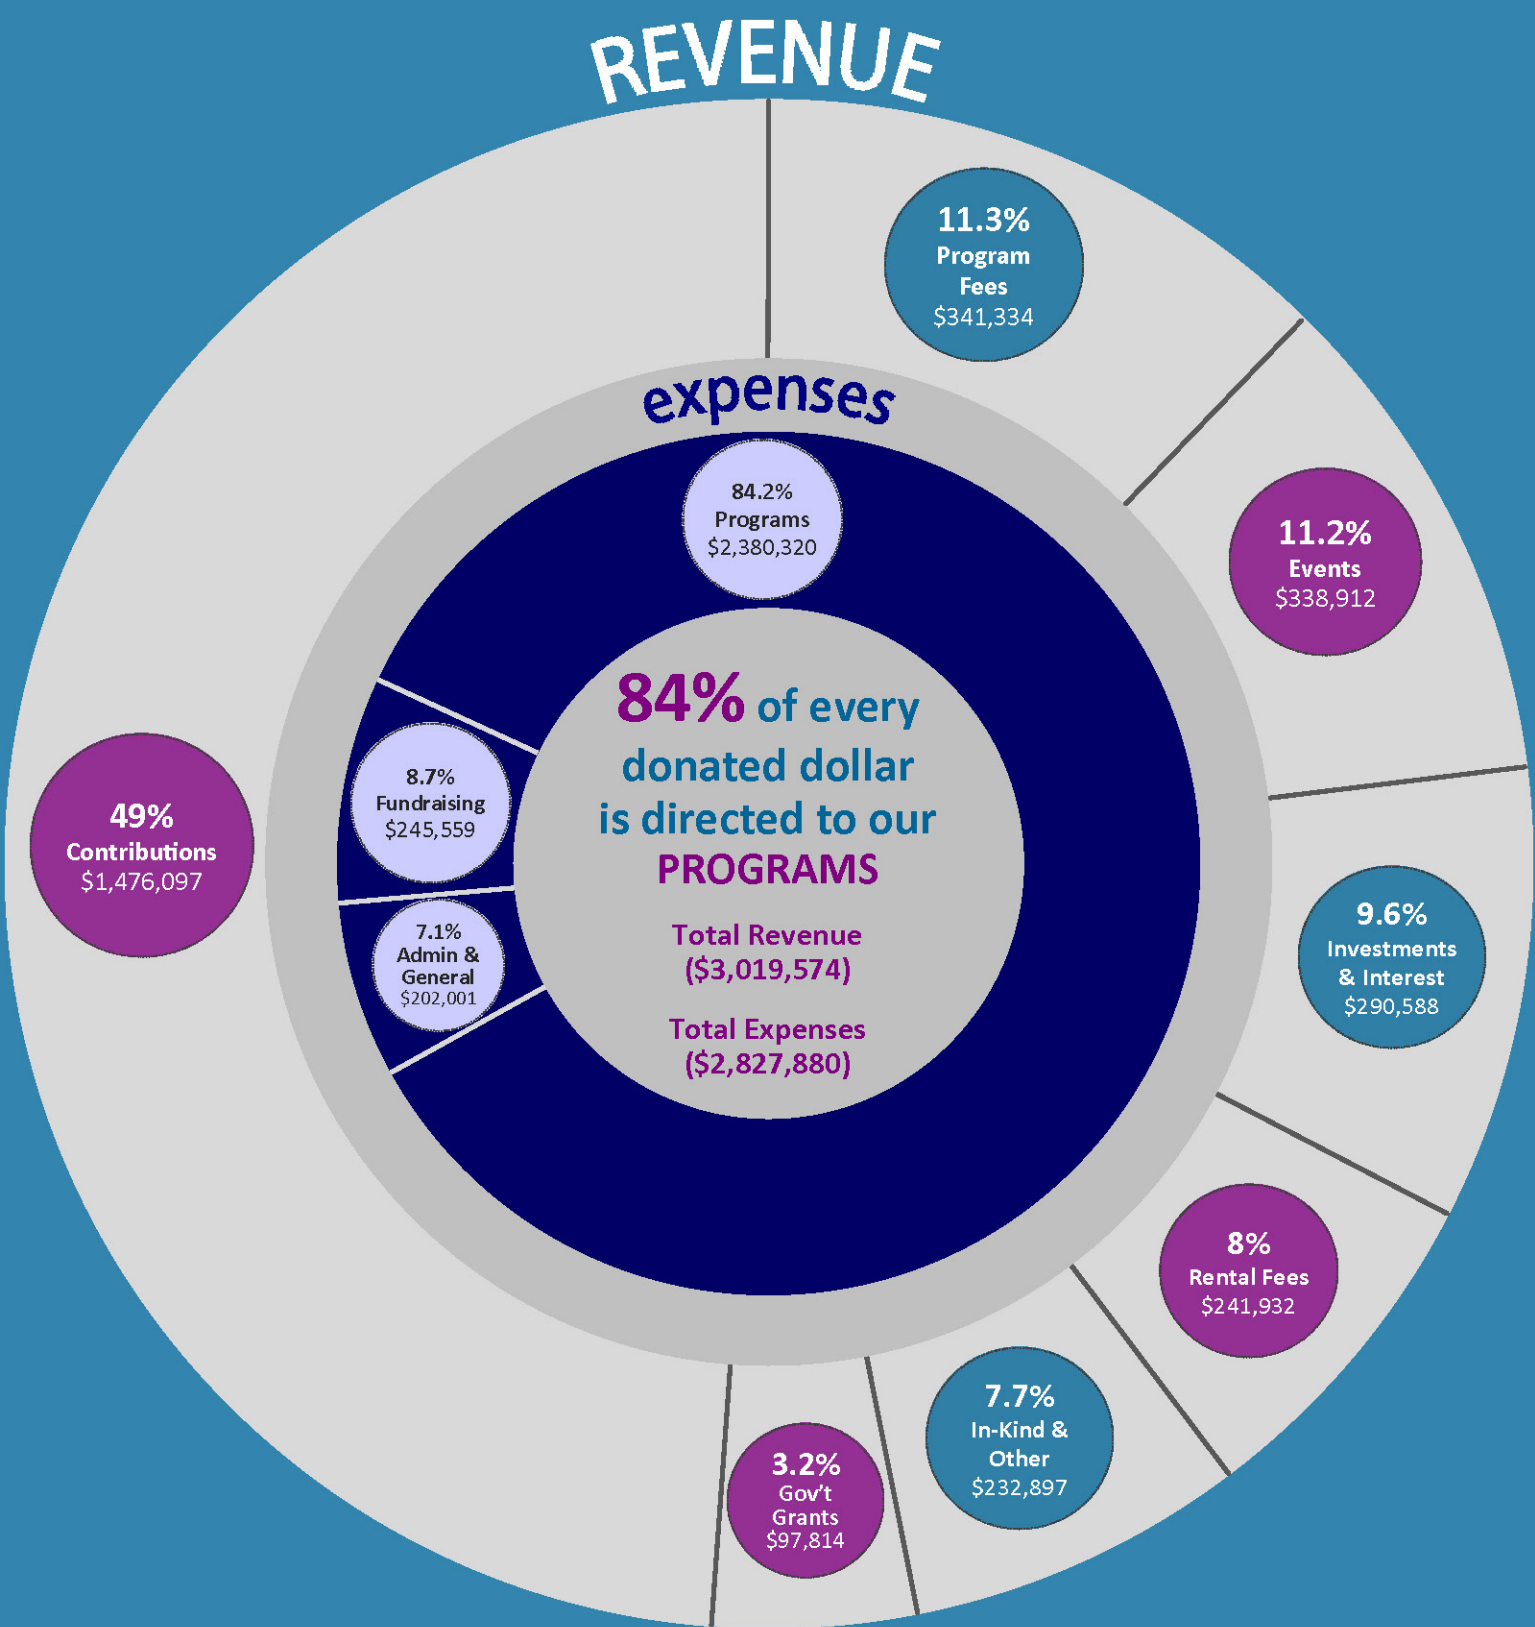 REVENUE
11.3%
Program
Fees
$341,334
11.2%
Events
$338,912
9.6%
Investments
& Interest
$290,588
8%
Rental Fees
$241,932
7.7%
In-Kind &
Other
$232,897
3.2%
Gov't
Grants
$97,814
49%
Contributions
$1,476,097
expenses
84.2%
Programs
$2,380,320
8.7%
Fundraising
$245,559
7.1%
Admin &
General
$202,001
84% of every
donated dollar
is directed to our
PROGRAMS
Total Revenue
($3,019,574)
Total Expenses
($2,827,880)